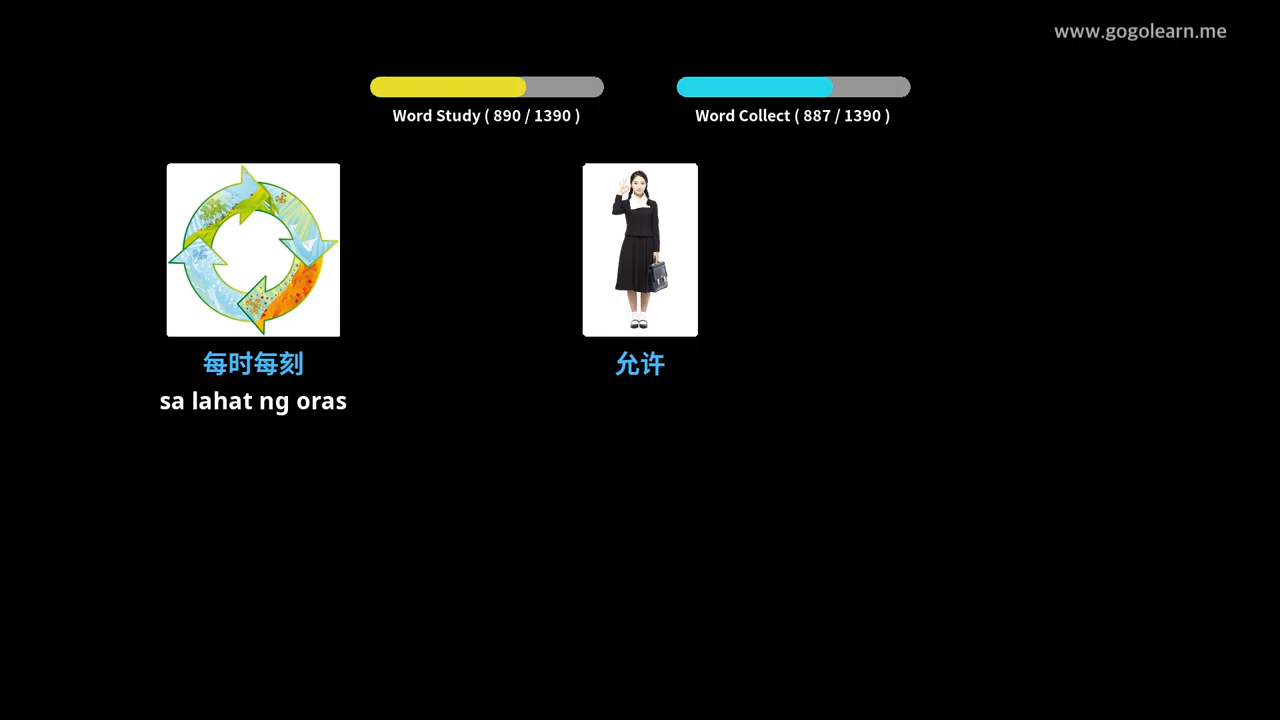 www.gogolearn.me
Word Study ( 890 / 1390 )
Word Collect ( 887 / 1390 )
每时每刻
sa lahat ng oras
允许